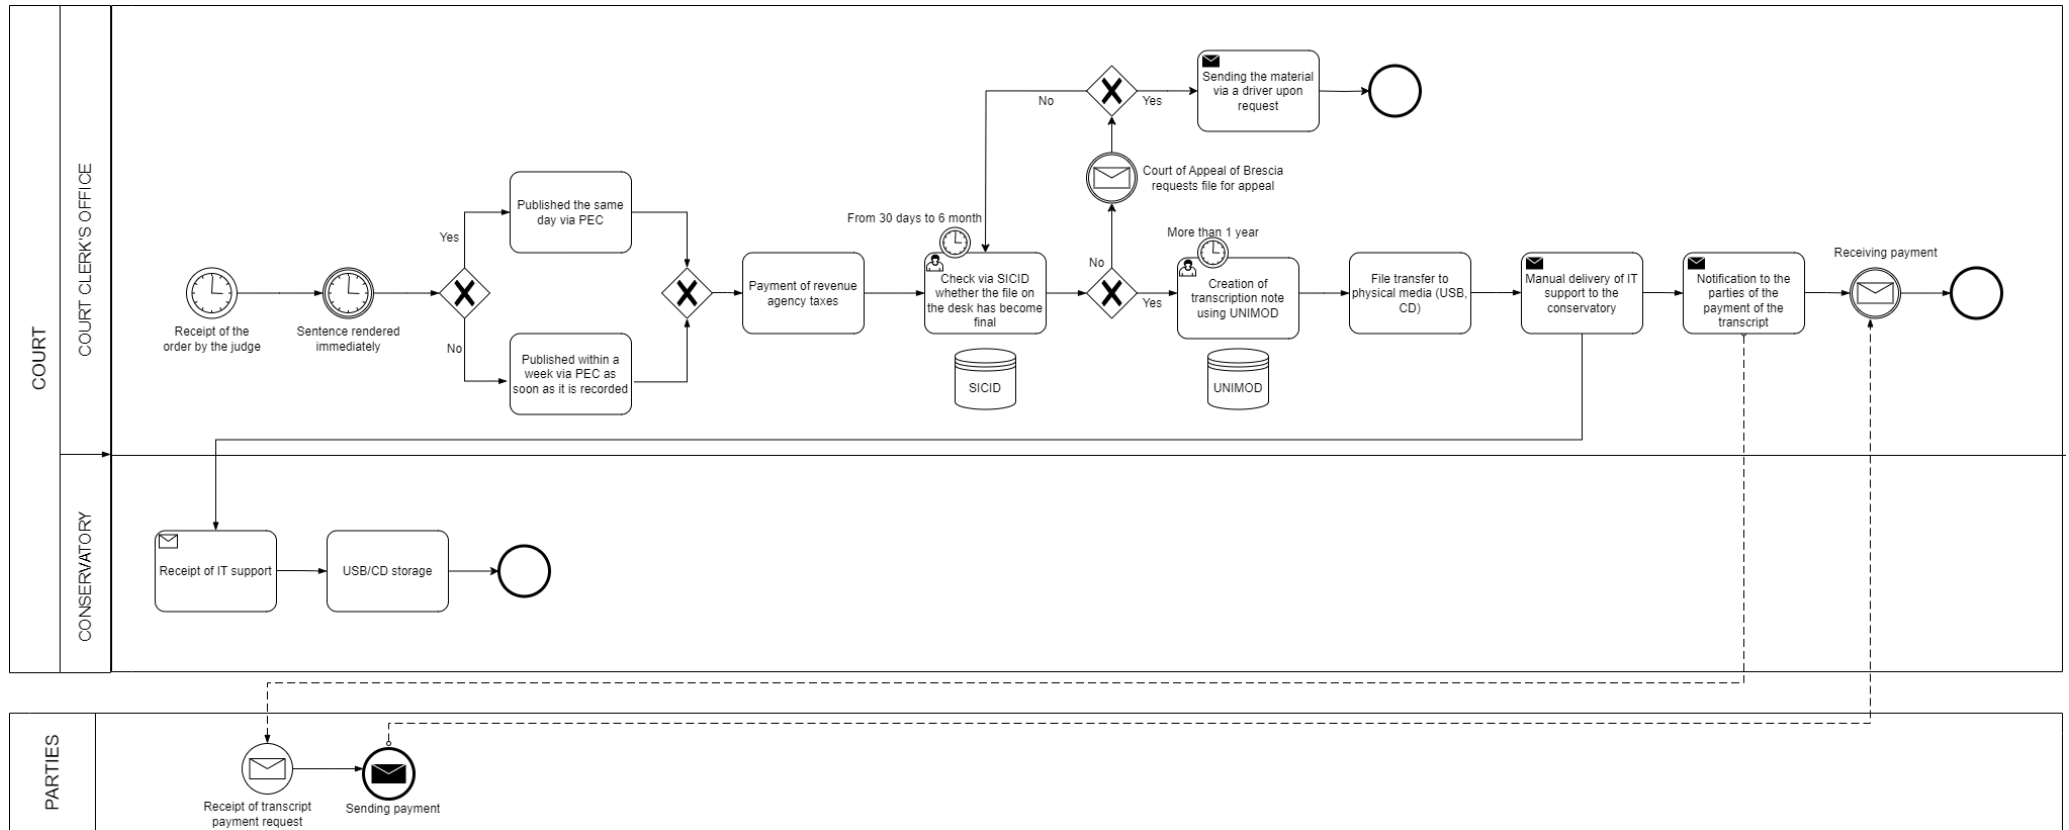 COURT
COURT CLERK'S OFFICE
Receipt of the
order by the judge
Sentence rendered
immediately
Yes
No
Published the same
day via PEC
Published within a
week via PEC as
soon as it is recorded
Payment of revenue
agency taxes
From 30 days to 6 month
Check via SICID
whether the file on
the desk has become
final
SICID
No
Yes
Court of Appeal of Brescia
requests file for appeal
No
Yes
Sending the material
via a driver upon
request
More than 1 year
Creation of
transcription note
using UNIMOD
UNIMOD
File transfer to
physical media (USB,
CD)
Manual delivery of IT
support to the
conservatory
Notification to the
parties of the
payment of the
transcript
Receiving payment
CONSERVATORY
Receipt of IT support
USB/CD storage
PARTIES
Receipt of transcript
payment request
Sending payment